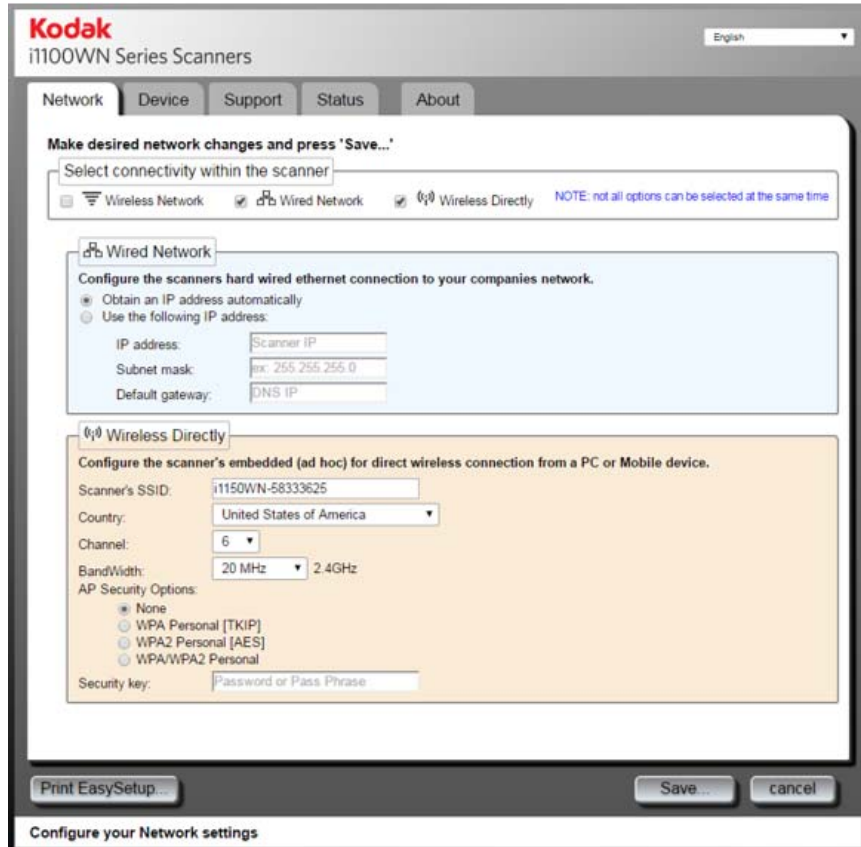 Kodak
i1100WN Series Scanners
English
Network Device Support Status About
Make desired network changes and press 'Save...'
Select connectivity within the scanner
Wireless Network Wired Network Wireless Directly NOTE: not all options can be selected at the same time
Wired Network
Configure the scanners hard wired ethernet connection to your companies network.
Obtain an IP address automatically
Use the following IP address:
IP address: Scanner IP
Subnet mask: ex: 255.255.255.0
Default gateway: DNS IP
Wireless Directly
Configure the scanner's embedded (ad hoc) for direct wireless connection from a PC or Mobile device.
Scanner's SSID: i1150WN-58333625
Country: United States of America
Channel: 6
BandWidth: 20 MHz 2.4GHz
AP Security Options:
None
WPA Personal [TKIP]
WPA2 Personal [AES]
WPA/WPA2 Personal
Security key: Password or Pass Phrase
Print EasySetup... Save... cancel
Configure your Network settings